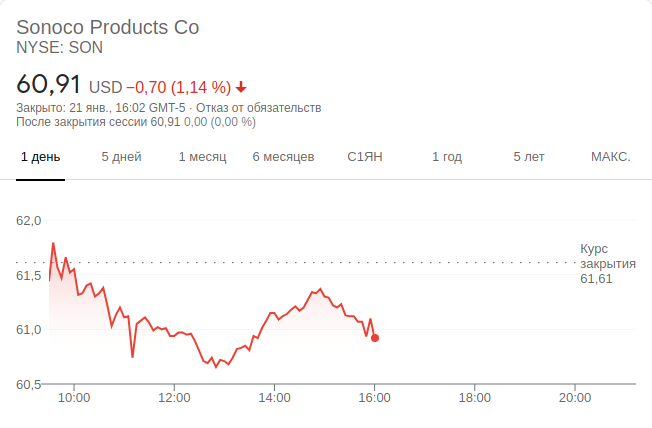 Sonoco Products Co
NYSE: SON
60,91 USD −0,70 (1,14 %)
Закрыто: 21 янв., 16:02 GMT-5 · Отказ от обязательств
После закрытия сессии 60,91 0,00 (0,00 %)
1 день 5 дней 1 месяц 6 месяцев С1ЯН 1 год 5 лет МАКС.
62,0
Курс
закрытия
61,61
61,5
61,0
60,5
10:00 12:00 14:00 16:00 18:00 20:00